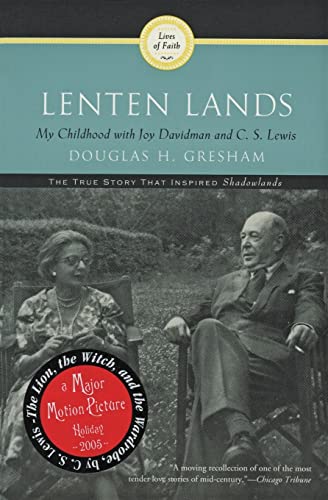 Lives
of Faith
LENTEN LANDS
My Childhood with Joy Davidman and C. S. Lewis
DOUGLAS H. GRESHAM
THE TRUE STORY THAT INSPIRED Shadowlands
The Lion, the Witch, and the Wardrobe, by C. S. Lewis -
a Major
Motion Picture
Holiday
- 2005 -
"A moving recollection of one of the most
tender love stories of mid-century."—Chicago Tribune